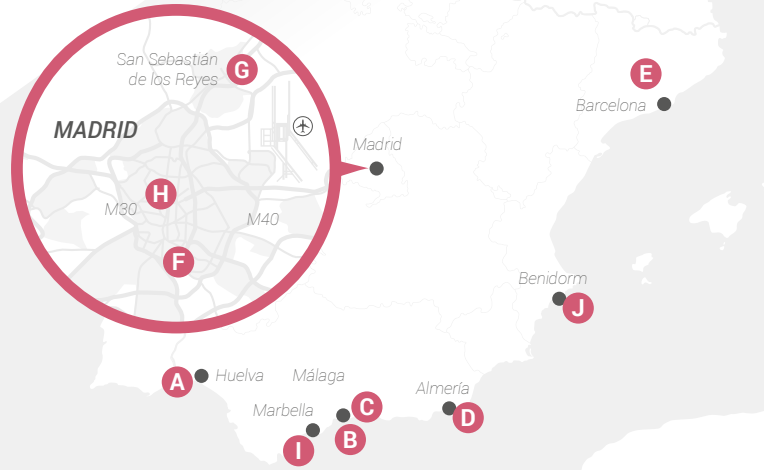 San Sebastián
de los Reyes
G
MADRID
H
M30
M40
F
Madrid
E
Barcelona
Benidorm
J
A
Huelva
Málaga
C
B
Marbella
I
Almería
D